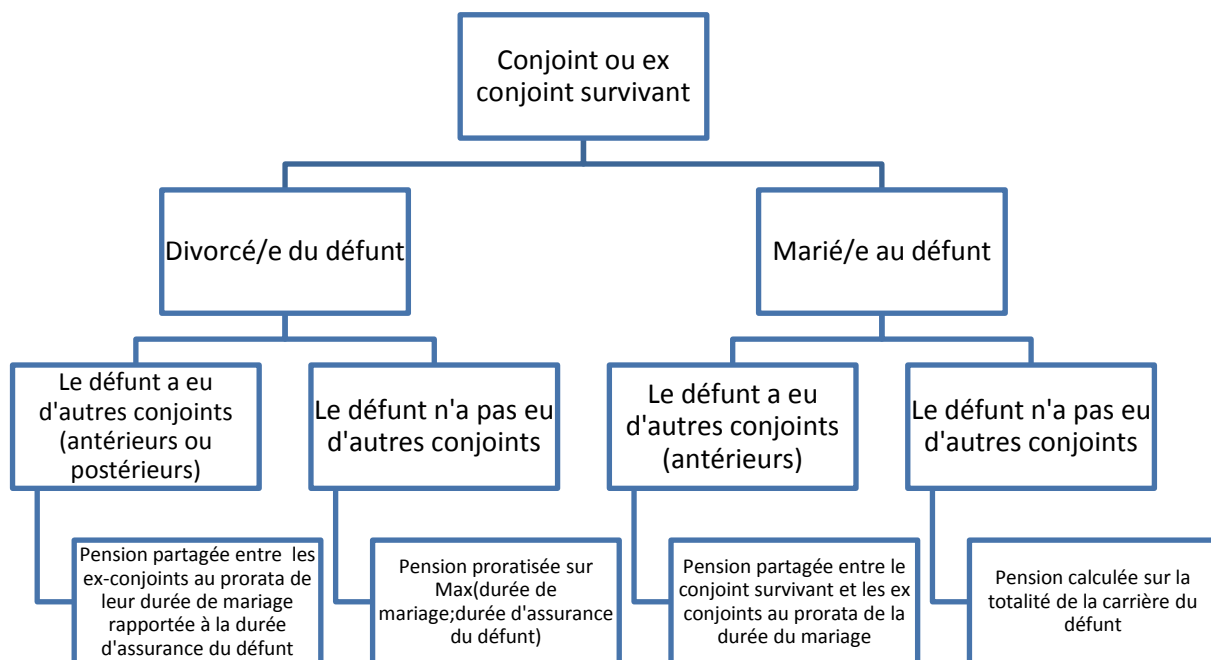 Conjoint ou ex
conjoint survivant
Divorcé/e du défunt
Marié/e au défunt
Le défunt a eu
d'autres conjoints
(antérieurs ou
postérieurs)
Le défunt n'a pas eu
d'autres conjoints
Le défunt a eu
d'autres conjoints
(antérieurs)
Le défunt n'a pas eu
d'autres conjoints
Pension partagée entre les
ex-conjoints au prorata de
leur durée de mariage
rapportée à la durée
d'assurance du défunt
Pension proratisée sur
Max(durée de
mariage;durée d'assurance
du défunt)
Pension partagée entre le
conjoint survivant et les ex
conjoints au prorata de la
durée du mariage
Pension calculée sur la
totalité de la carrière du
défunt